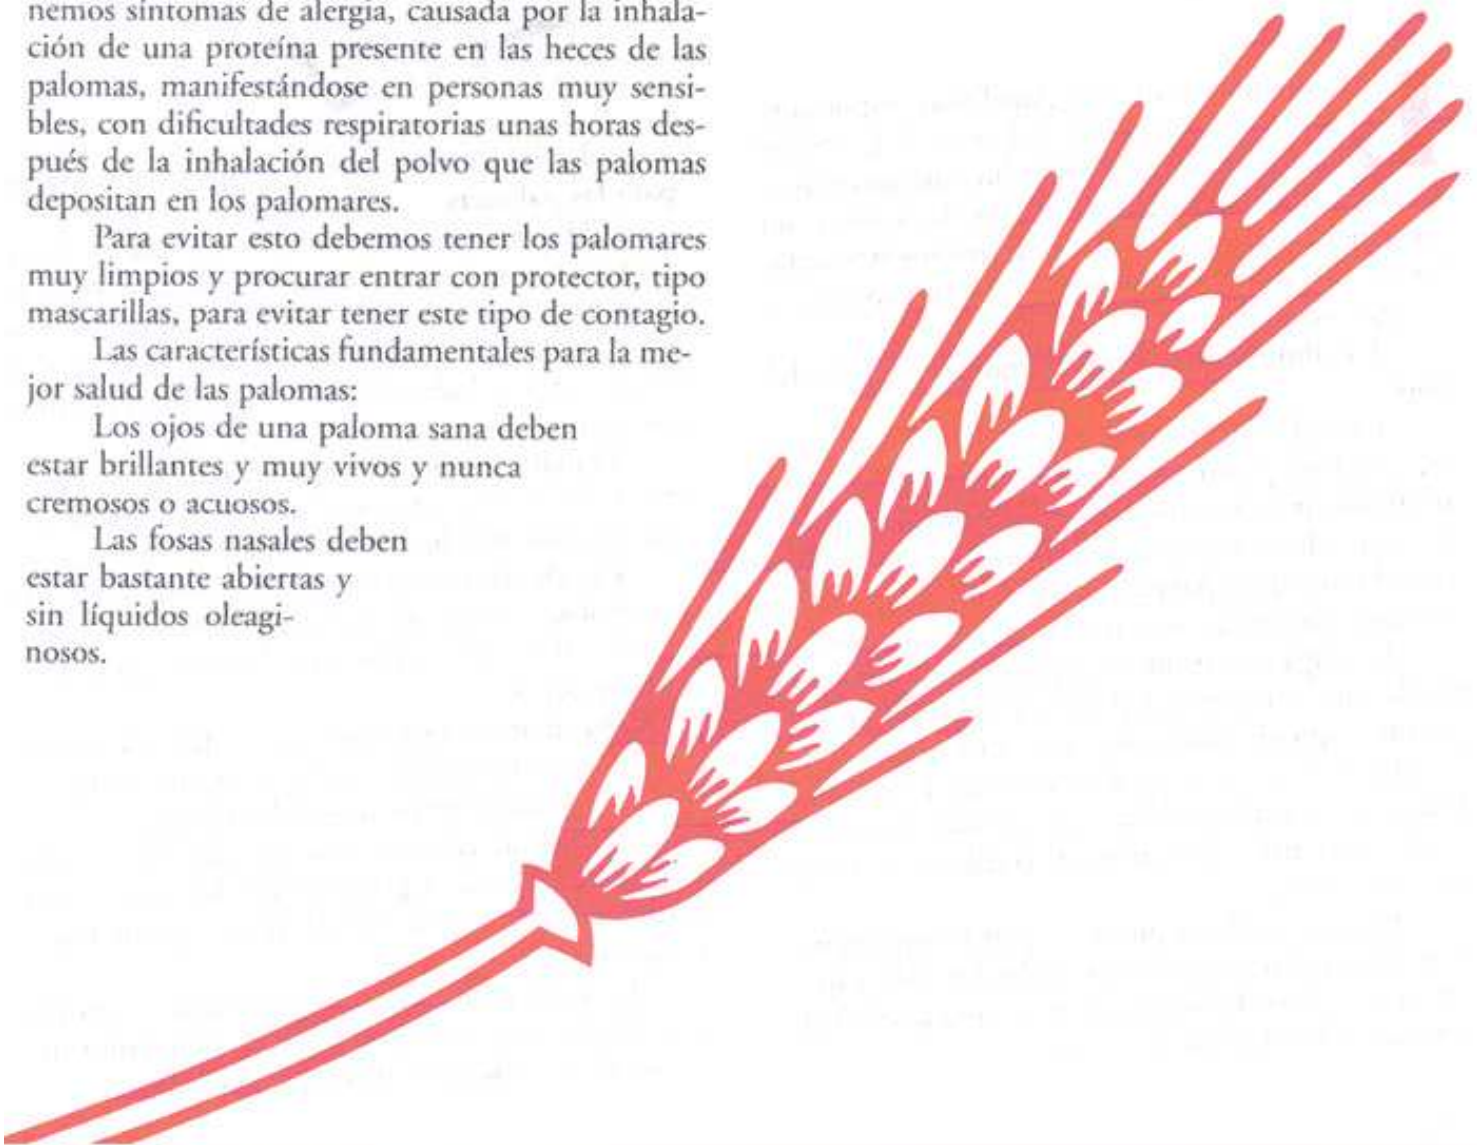 nemos síntomas de alergia, causada por la inhala-
ción de una proteína presente en las heces de las
palomas, manifestándose en personas muy sensi-
bles, con dificultades respiratorias unas horas des-
pués de la inhalación del polvo que las palomas
depositan en los palomares.
Para evitar esto debemos tener los palomares
muy limpios y procurar entrar con protector, tipo
mascarillas, para evitar tener este tipo de contagio.
Las características fundamentales para la me-
jor salud de las palomas:
Los ojos de una paloma sana deben
estar brillantes y muy vivos y nunca
cremosos o acuosos.
Las fosas nasales deben
estar bastante abiertas y
sin líquidos oleagi-
nosos.